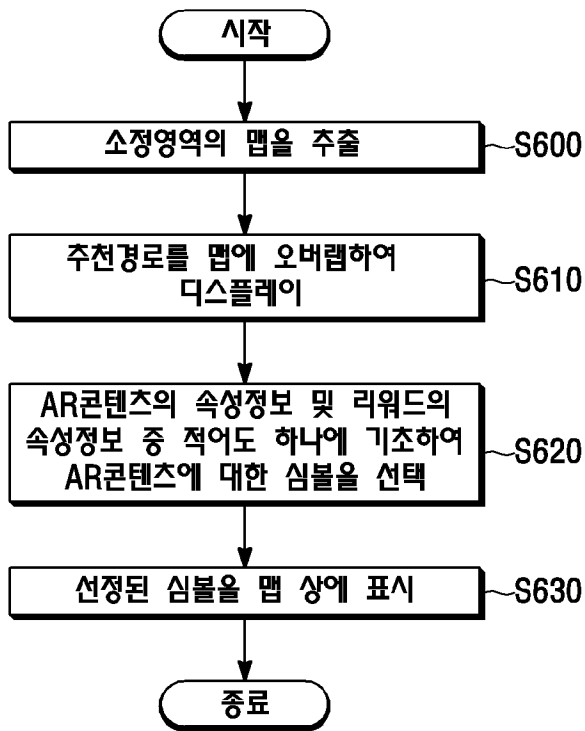 시작
소정영역의 맵을 추출
S600
추천경로를 맵에 오버랩하여
디스플레이
S610
AR콘텐츠의 속성정보 및 리워드의
속성정보 중 적어도 하나에 기초하여
AR콘텐츠에 대한 심볼을 선택
S620
선정된 심볼을 맵 상에 표시
S630
종료